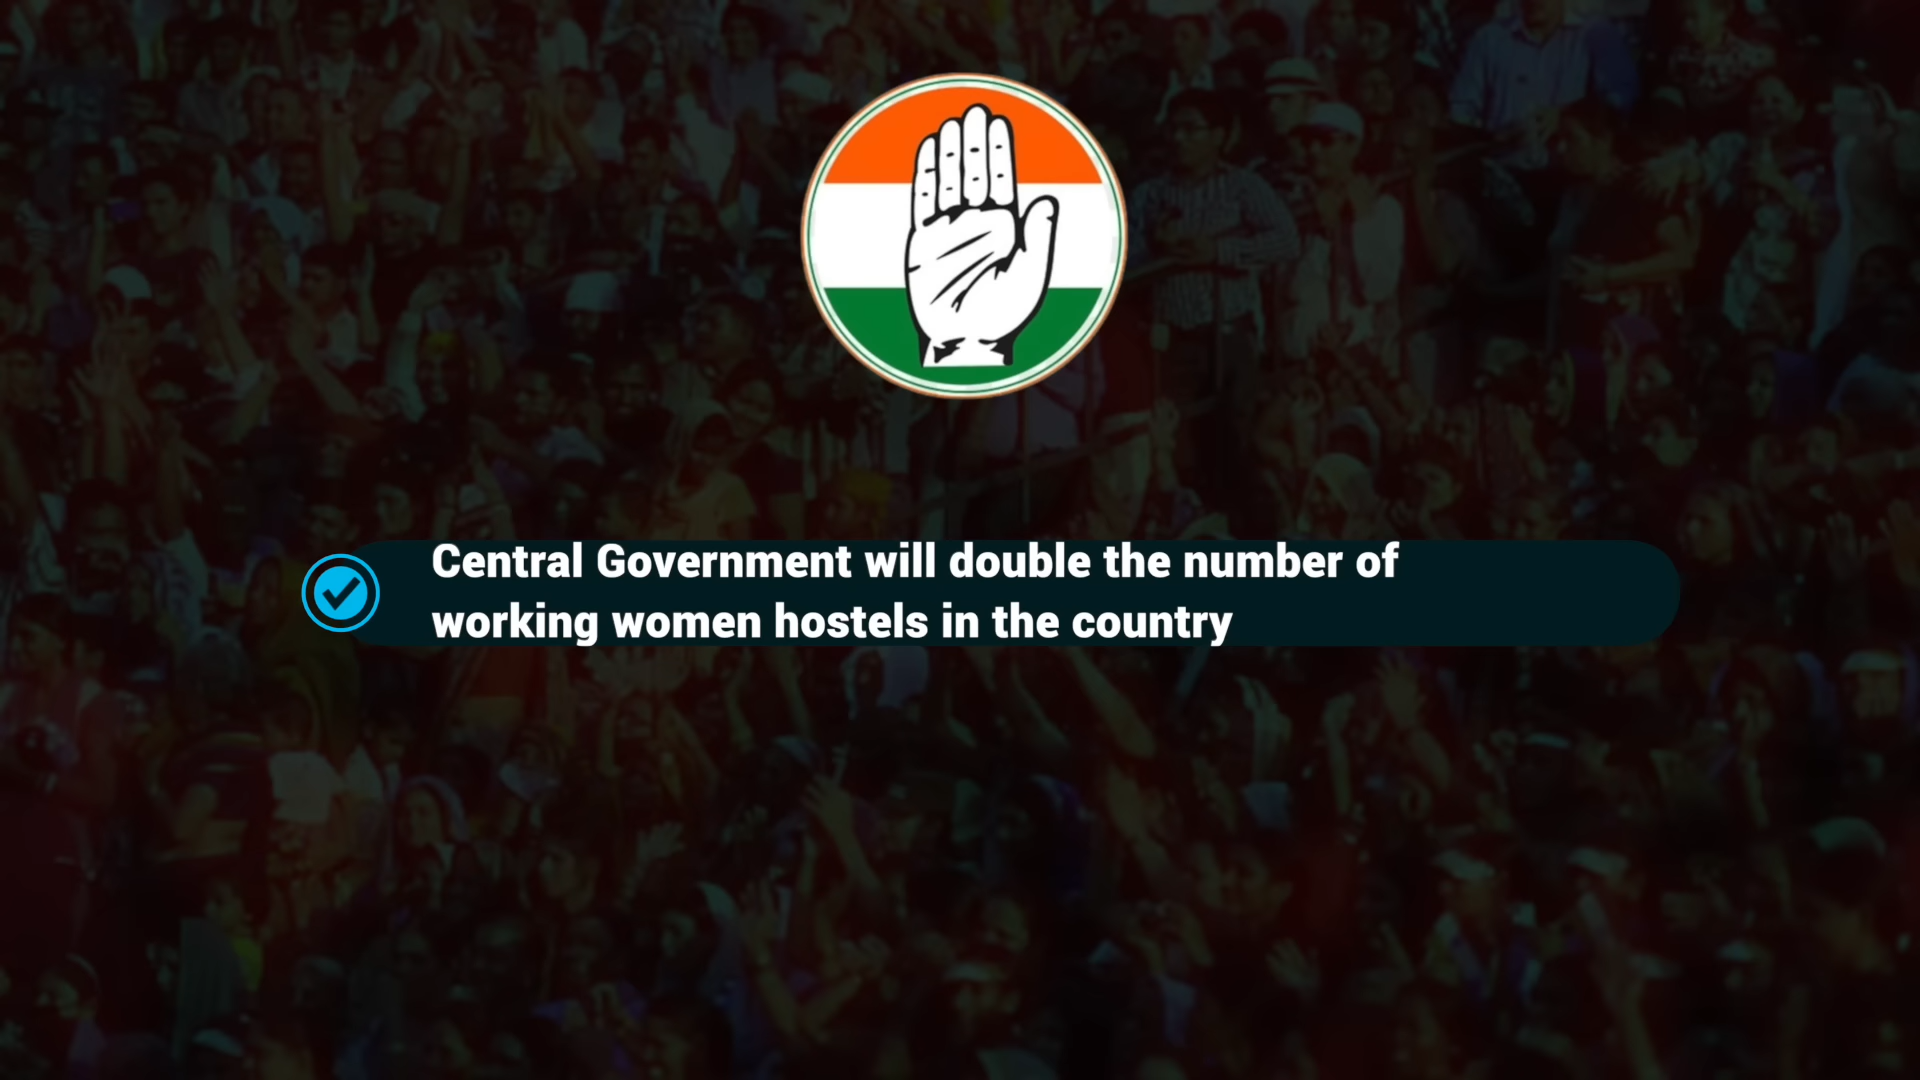 Central Government will double the number of
working women hostels in the country